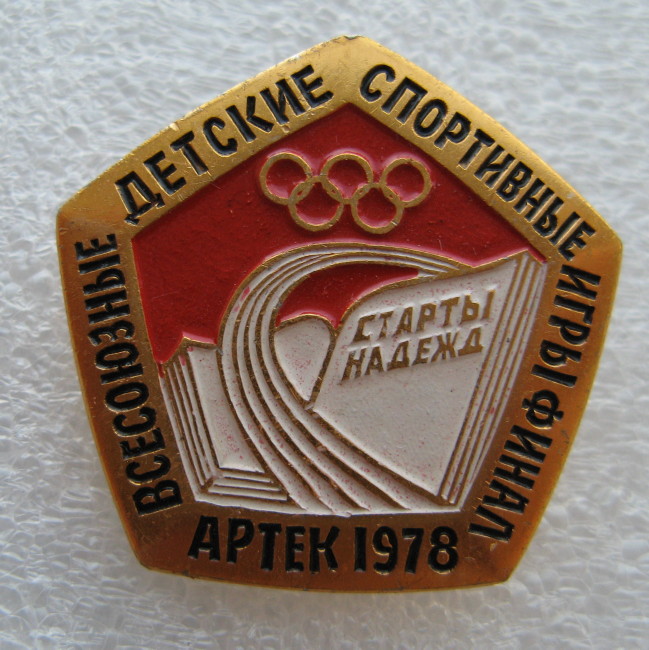 ВСЕСОЮЗНЫЕ ДЕТСКИЕ СПОРТИВНЫЕ ИГРЫ ФИНАЛ
СТАРТЫ
НАДЕЖД
АРТЕК 1978